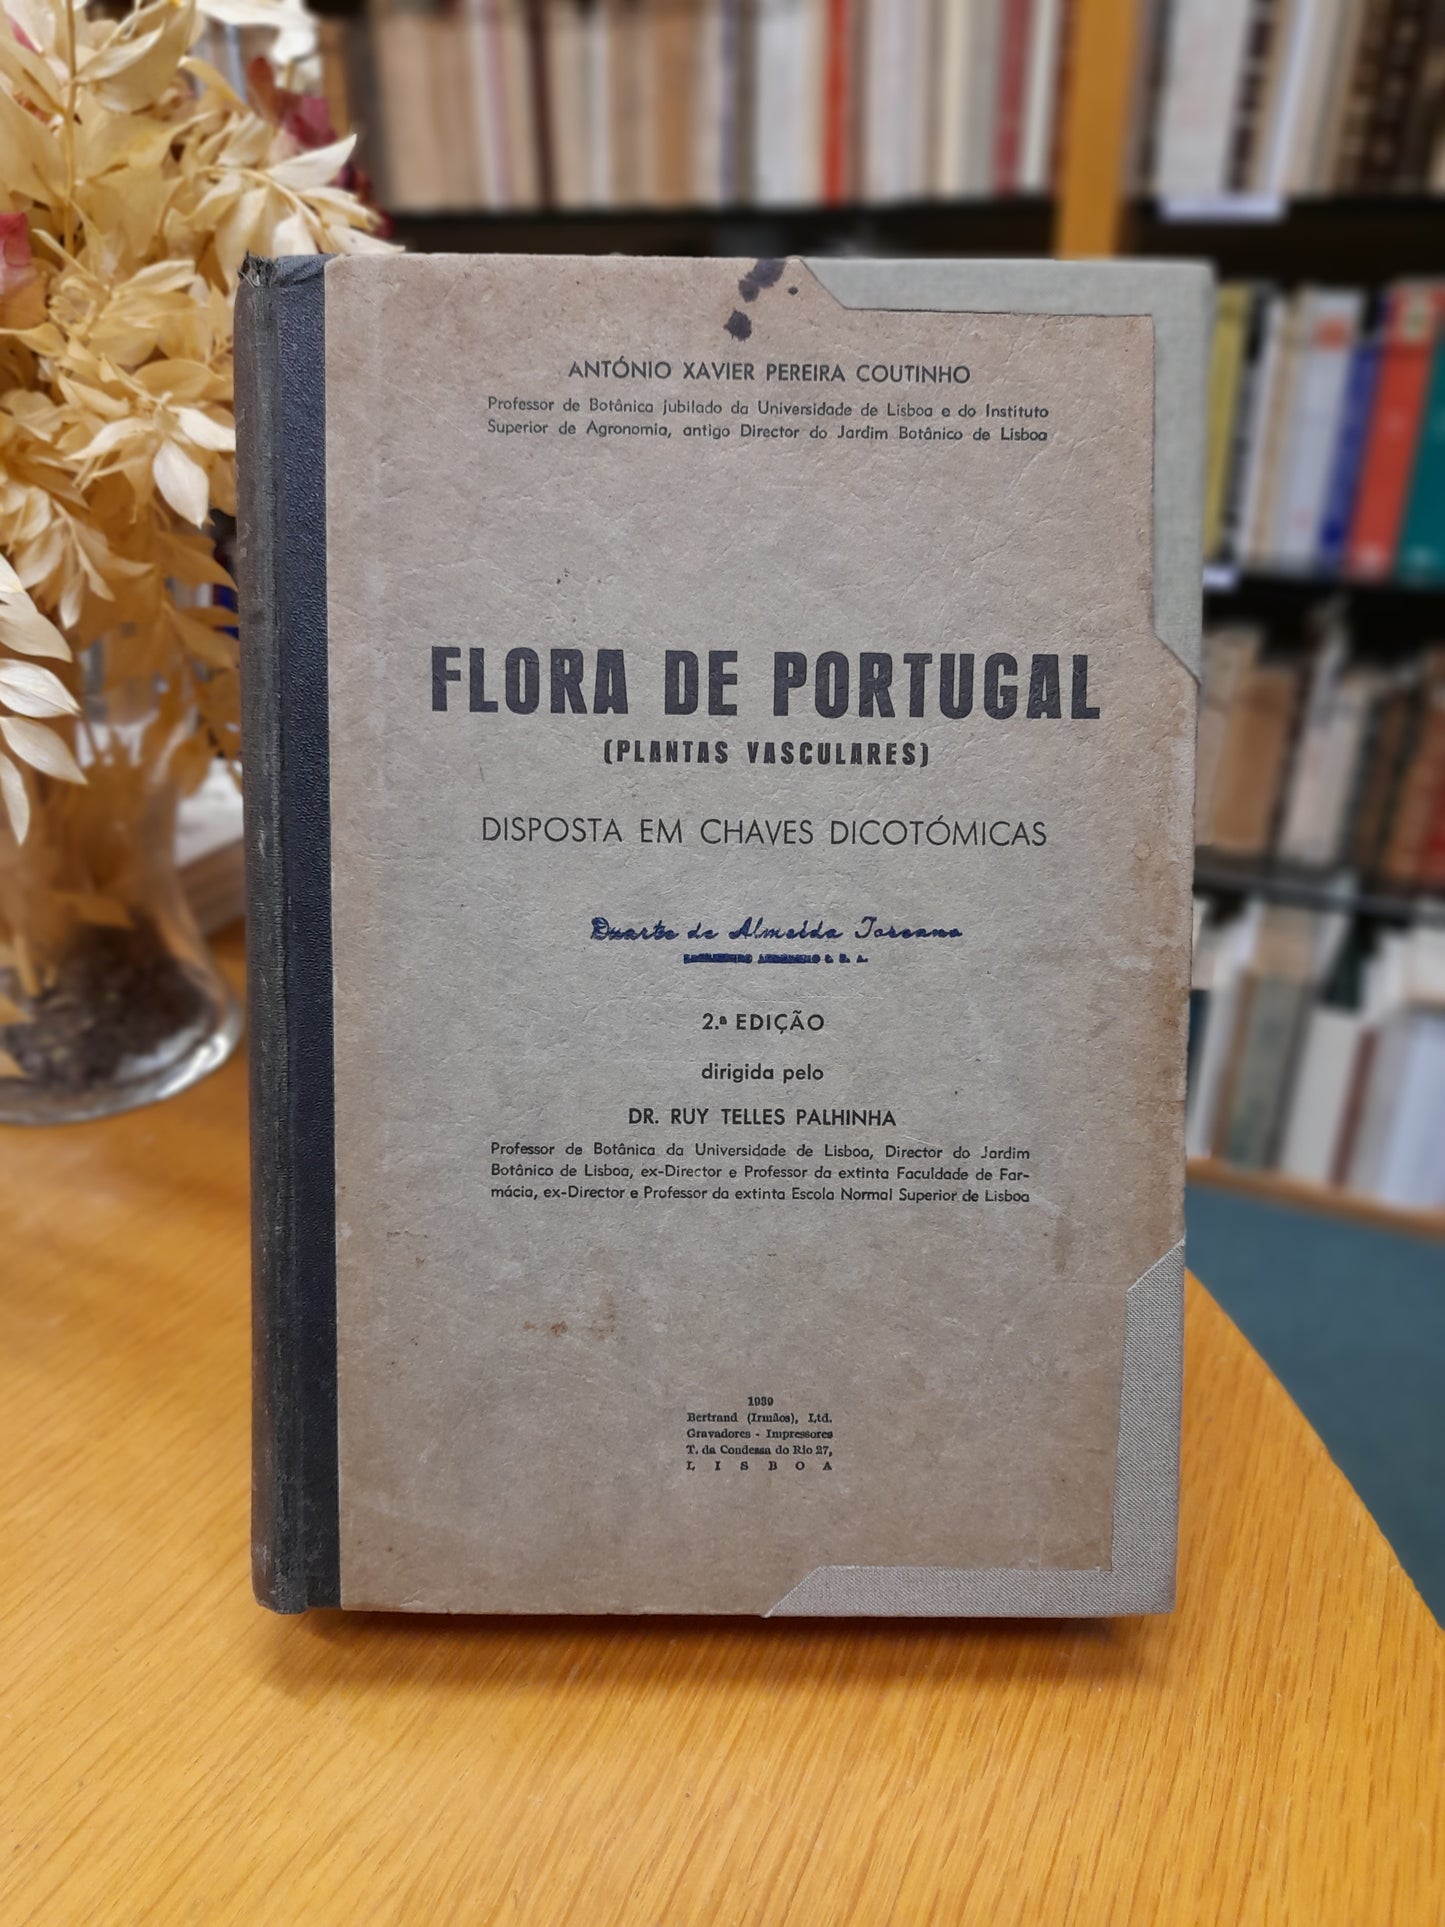 ANTÓNIO XAVIER PEREIRA COUTINHO
Professor de Botânica jubilado da Universidade de Lisboa e do Instituto
Superior de Agronomia, antigo Director do Jardim Botânico de Lisboa
FLORA DE PORTUGAL
(PLANTAS VASCULARES)
DISPOSTA EM CHAVES DICOTÓMICAS
Duarte de Almeida Toscano
2.ª EDIÇÃO
dirigida pelo
DR. RUY TELLES PALHINHA
Professor de Botânica da Universidade de Lisboa, Director do Jardim
Botânico de Lisboa, ex-Director e Professor da extinta Faculdade de Far-
mácia, ex-Director e Professor da extinta Escola Normal Superior de Lisboa
1939
Bertrand (Irmãos), Ltd.
Gravadores - Impressores
T. da Condessa do Rio 27,
LISBOA